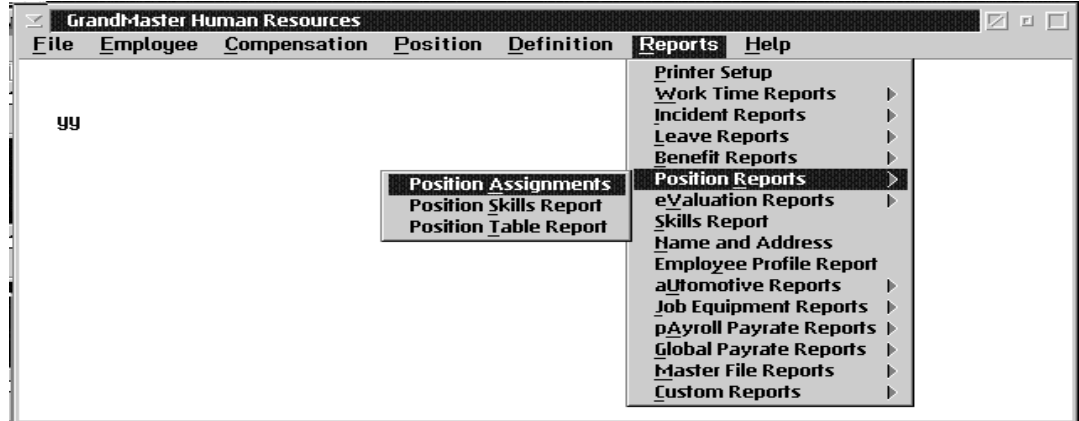 GrandMaster Human Resources
File Employee Compensation Position Definition Reports Help
Printer Setup
Work Time Reports
Incident Reports
yy
Leave Reports
Benefit Reports
Position Reports
Position Assignments
eValuation Reports
Position Skills Report
Skills Report
Position Table Report
Name and Address
Employee Profile Report
aUtomotive Reports
Job Equipment Reports
pAyroll Payrate Reports
Global Payrate Reports
Master File Reports
Custom Reports